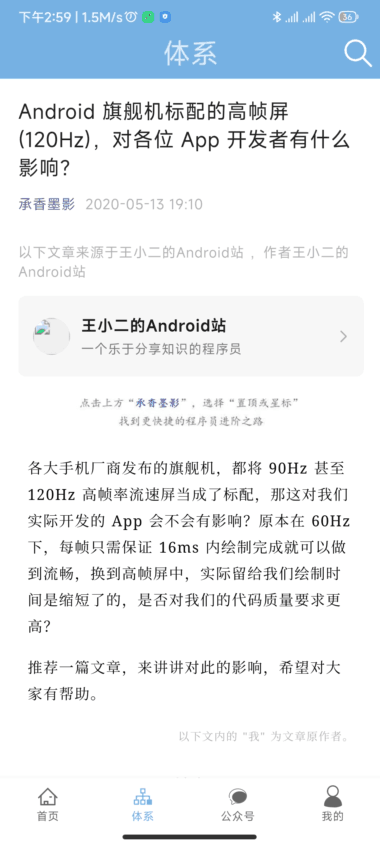 下午2:59 | 1.5M/s
36
体系
Android 旗舰机标配的高帧屏
(120Hz)，对各位 App 开发者有什么
影响？
承香墨影 2020-05-13 19:10
以下文章来源于王小二的Android站 ，作者王小二的
Android站
王小二的Android站
一个乐于分享知识的程序员
点击上方“承香墨影”，选择“置顶或星标”
找到更快捷的程序员进阶之路
各大手机厂商发布的旗舰机，都将 90Hz 甚至
120Hz 高帧率流速屏当成了标配，那这对我们
实际开发的 App 会不会有影响？原本在 60Hz
下，每帧只需保证 16ms 内绘制完成就可以做
到流畅，换到高帧屏中，实际留给我们绘制时
间是缩短了的，是否对我们的代码质量要求更
高？
推荐一篇文章，来讲讲对此的影响，希望对大
家有帮助。
以下文内的 "我" 为文章原作者。
首页
体系
公众号
我的